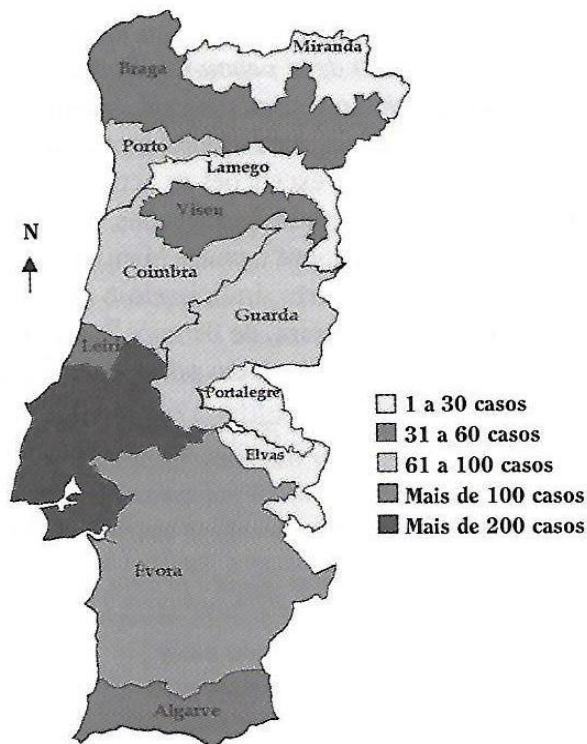 Miranda
Braga
Porto
Lamego
Viseu
N
Coimbra
Guarda
Leiri
Portalegre
Elvas
Évora
Algarve
1 a 30 casos
31 a 60 casos
61 a 100 casos
Mais de 100 casos
Mais de 200 casos